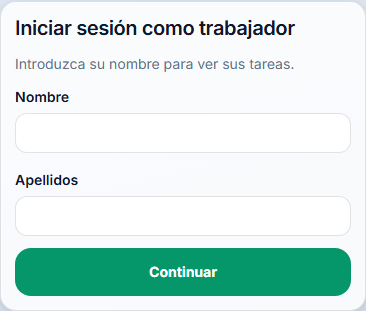 Iniciar sesión como trabajador
Introduzca su nombre para ver sus tareas.
Nombre
Apellidos
Continuar